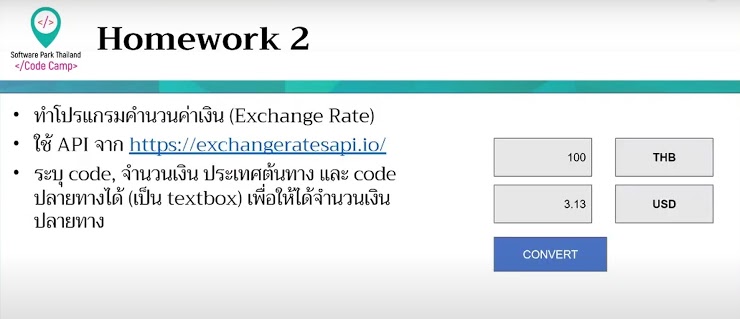 Homework 2
Software Park Thailand
</Code Camp>
</>
• ทำโปรแกรมคำนวนค่าเงิน (Exchange Rate)
• ใช้ API จาก https://exchangeratesapi.io/
• ระบุ code, จำนวนเงิน ประเทศต้นทาง และ code
ปลายทางได้ (เป็น textbox) เพื่อให้ได้จำนวนเงิน
ปลายทาง
100 THB
3.13 USD
CONVERT